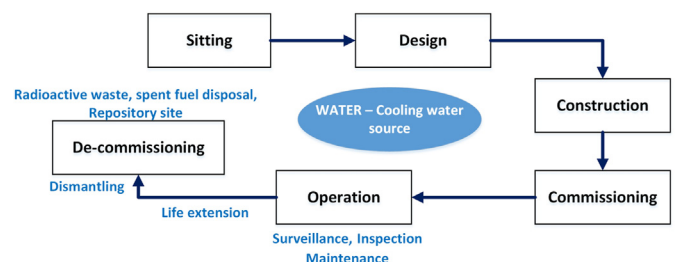 Sitting
Design
Construction
Commissioning
Operation
Surveillance, Inspection
Maintenance
Life extension
Dismantling
De-commissioning
Radioactive waste, spent fuel disposal,
Repository site
WATER – Cooling water
source